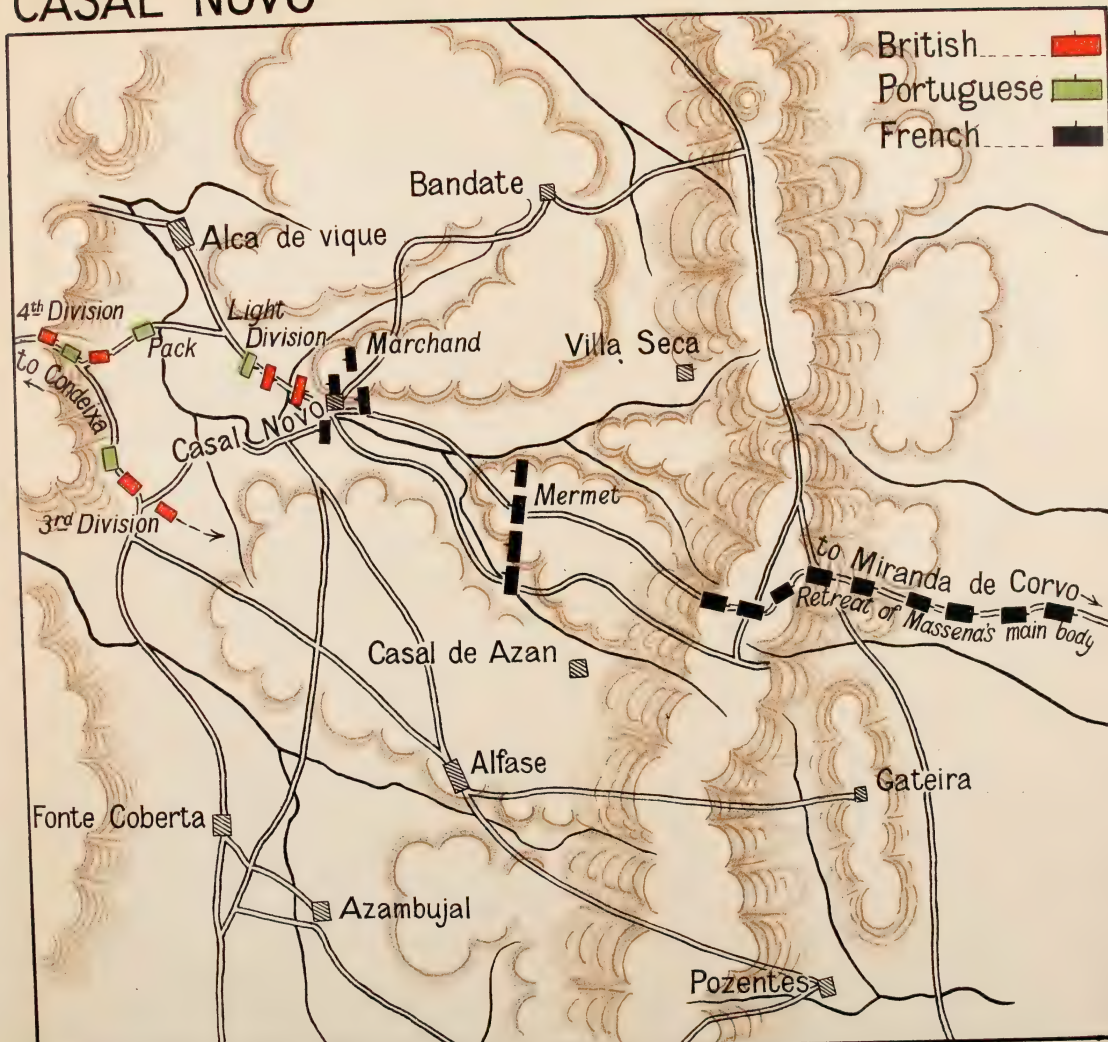 CASAL NOVO
British
Portuguese
French
Bandate
Alca de vique
4th Division
Light
Division
Pack
Marchand
Villa Seca
to Condeixa
Casal Novo
Mermet
3rd Division
to Miranda de Corvo
Retreat of Massena's main body
Casal de Azan
Alfase
Gateira
Fonte Coberta
Azambujal
Pozentes